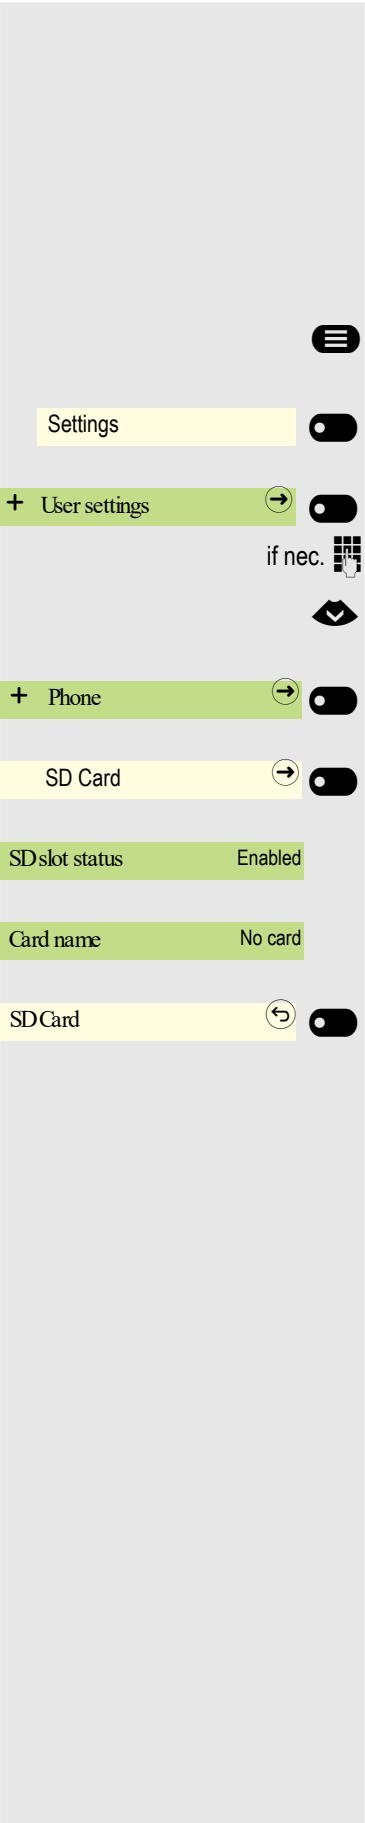 Settings
+ User settings
if nec.
+ Phone
SD Card
SD slot status Enabled
Card name No card
SD Card